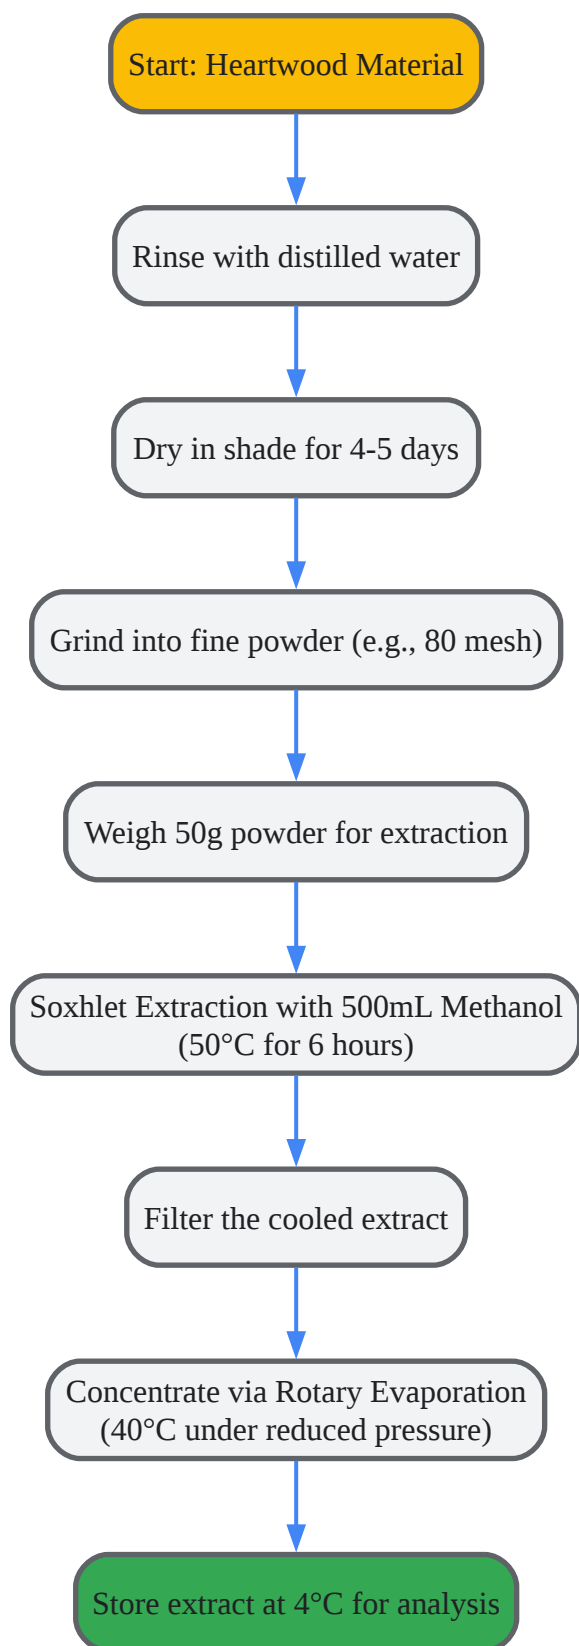 Start: Heartwood Material
Rinse with distilled water
Dry in shade for 4-5 days
Grind into fine powder (e.g., 80 mesh)
Weigh 50g powder for extraction
Soxhlet Extraction with 500mL Methanol
(50°C for 6 hours)
Filter the cooled extract
Concentrate via Rotary Evaporation
(40°C under reduced pressure)
Store extract at 4°C for analysis